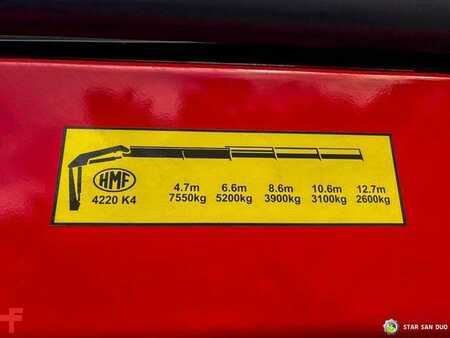 HMF
4220 K4
4.7m 6.6m 8.6m 10.6m 12.7m
7550kg 5200kg 3900kg 3100kg 2600kg
STAR SAN DUO